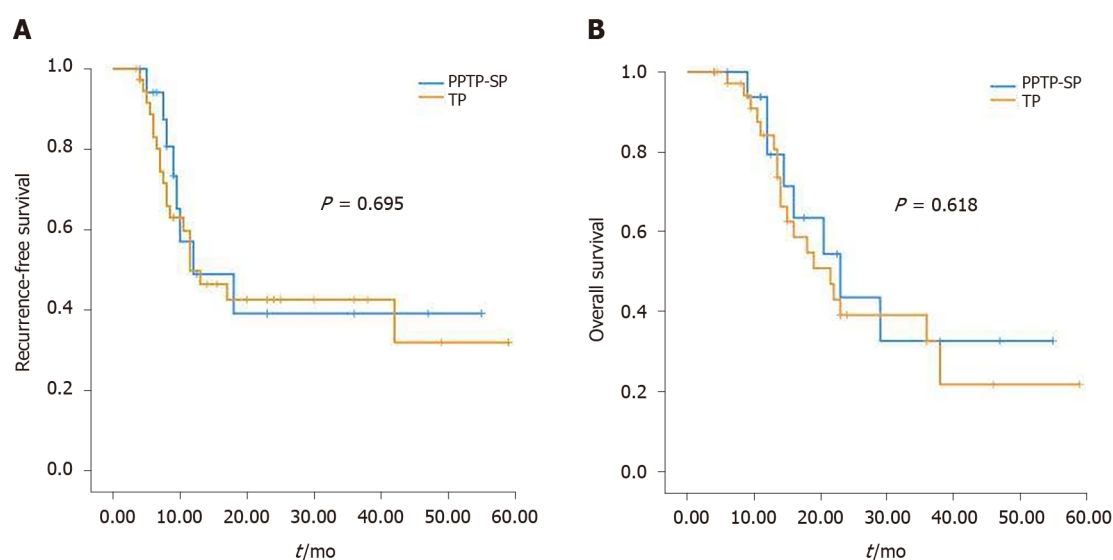 A
Recurrence-free survival
1.0
0.8
0.6
0.4
0.2
0.0
PPTP-SP
TP
P = 0.695
0.00 10.00 20.00 30.00 40.00 50.00 60.00
t/mo
B
Overall survival
1.0
0.8
0.6
0.4
0.2
0.0
PPTP-SP
TP
P = 0.618
0.00 10.00 20.00 30.00 40.00 50.00 60.00
t/mo